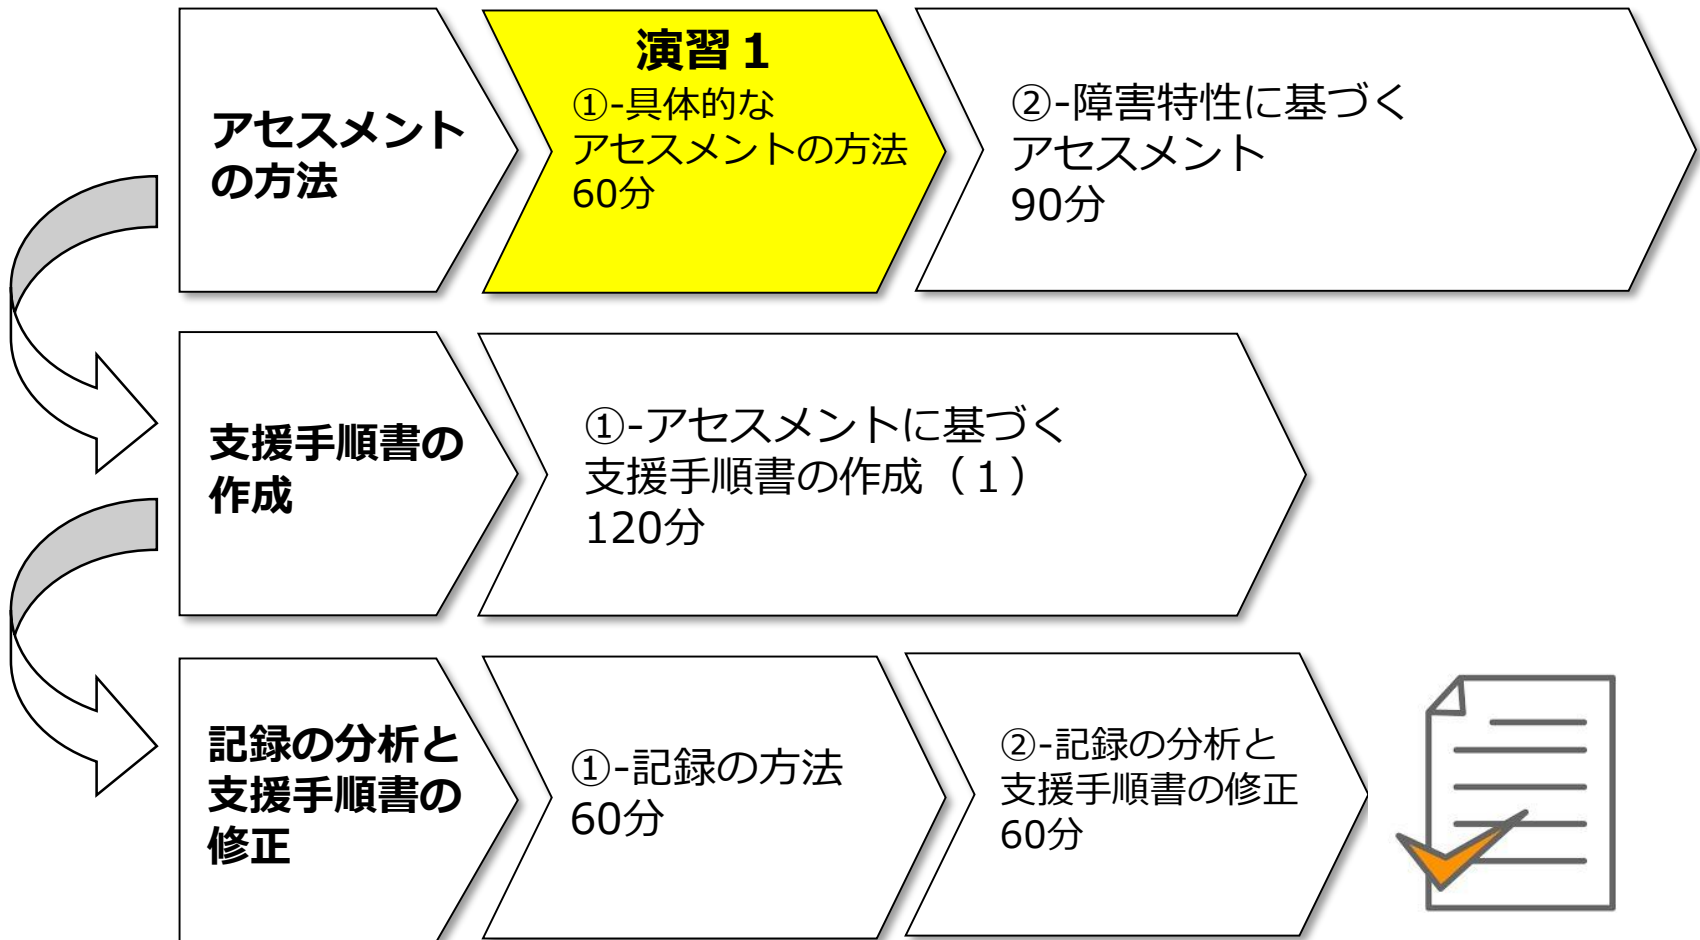 アセスメント
の方法
演習１
①-具体的な
アセスメントの方法
60分
②-障害特性に基づく
アセスメント
90分
支援手順書の
作成
①-アセスメントに基づく
支援手順書の作成（１）
120分
記録の分析と
支援手順書の
修正
①-記録の方法
60分
②-記録の分析と
支援手順書の修正
60分